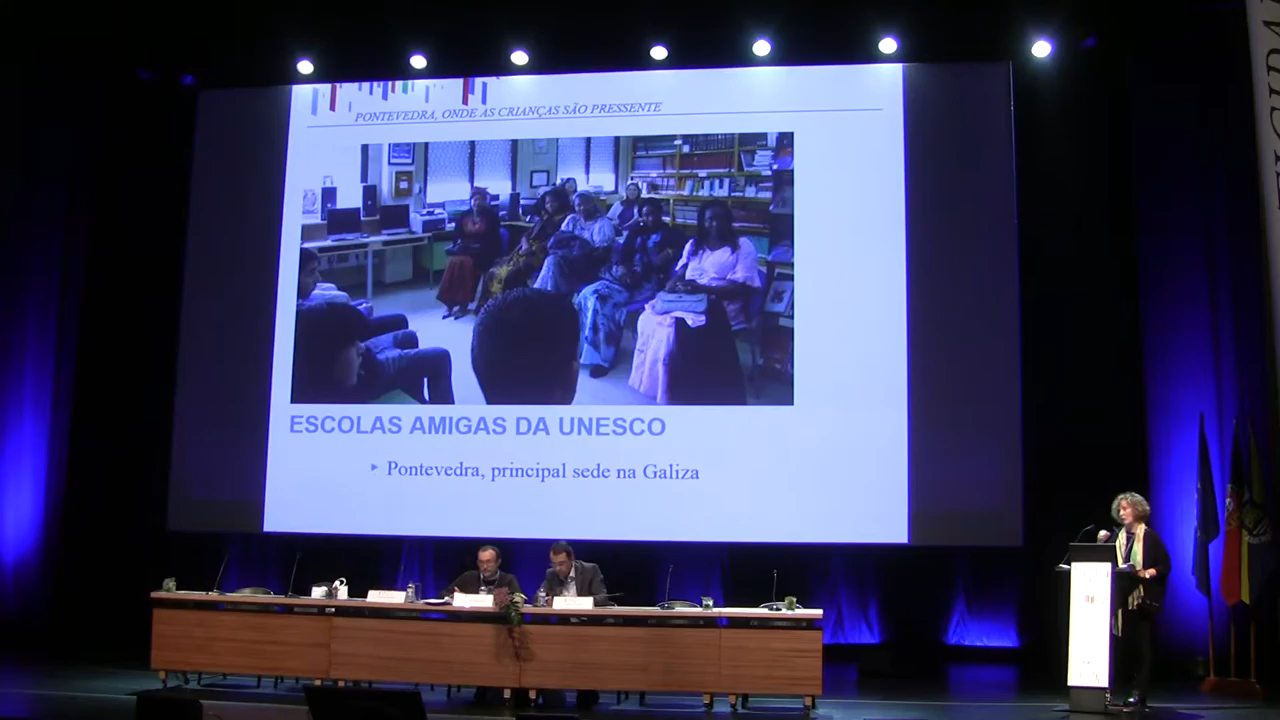 PONTEVEDRA, ONDE AS CRIANÇAS SÃO PRESSENTE
ESCOLAS AMIGAS DA UNESCO
Pontevedra, principal sede na Galiza